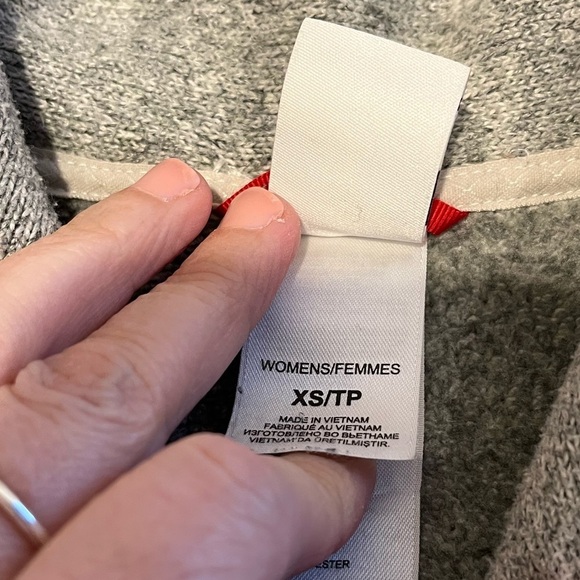 WOMENS/FEMMES
XS/TP
MADE IN VIETNAM
FABRIQUÉ AU VIETNAM
ИЗГОТОВЛЕНО ВО ВЬЕТНАМЕ
VIETNAM'DA ÜRETILMIŞTIR.